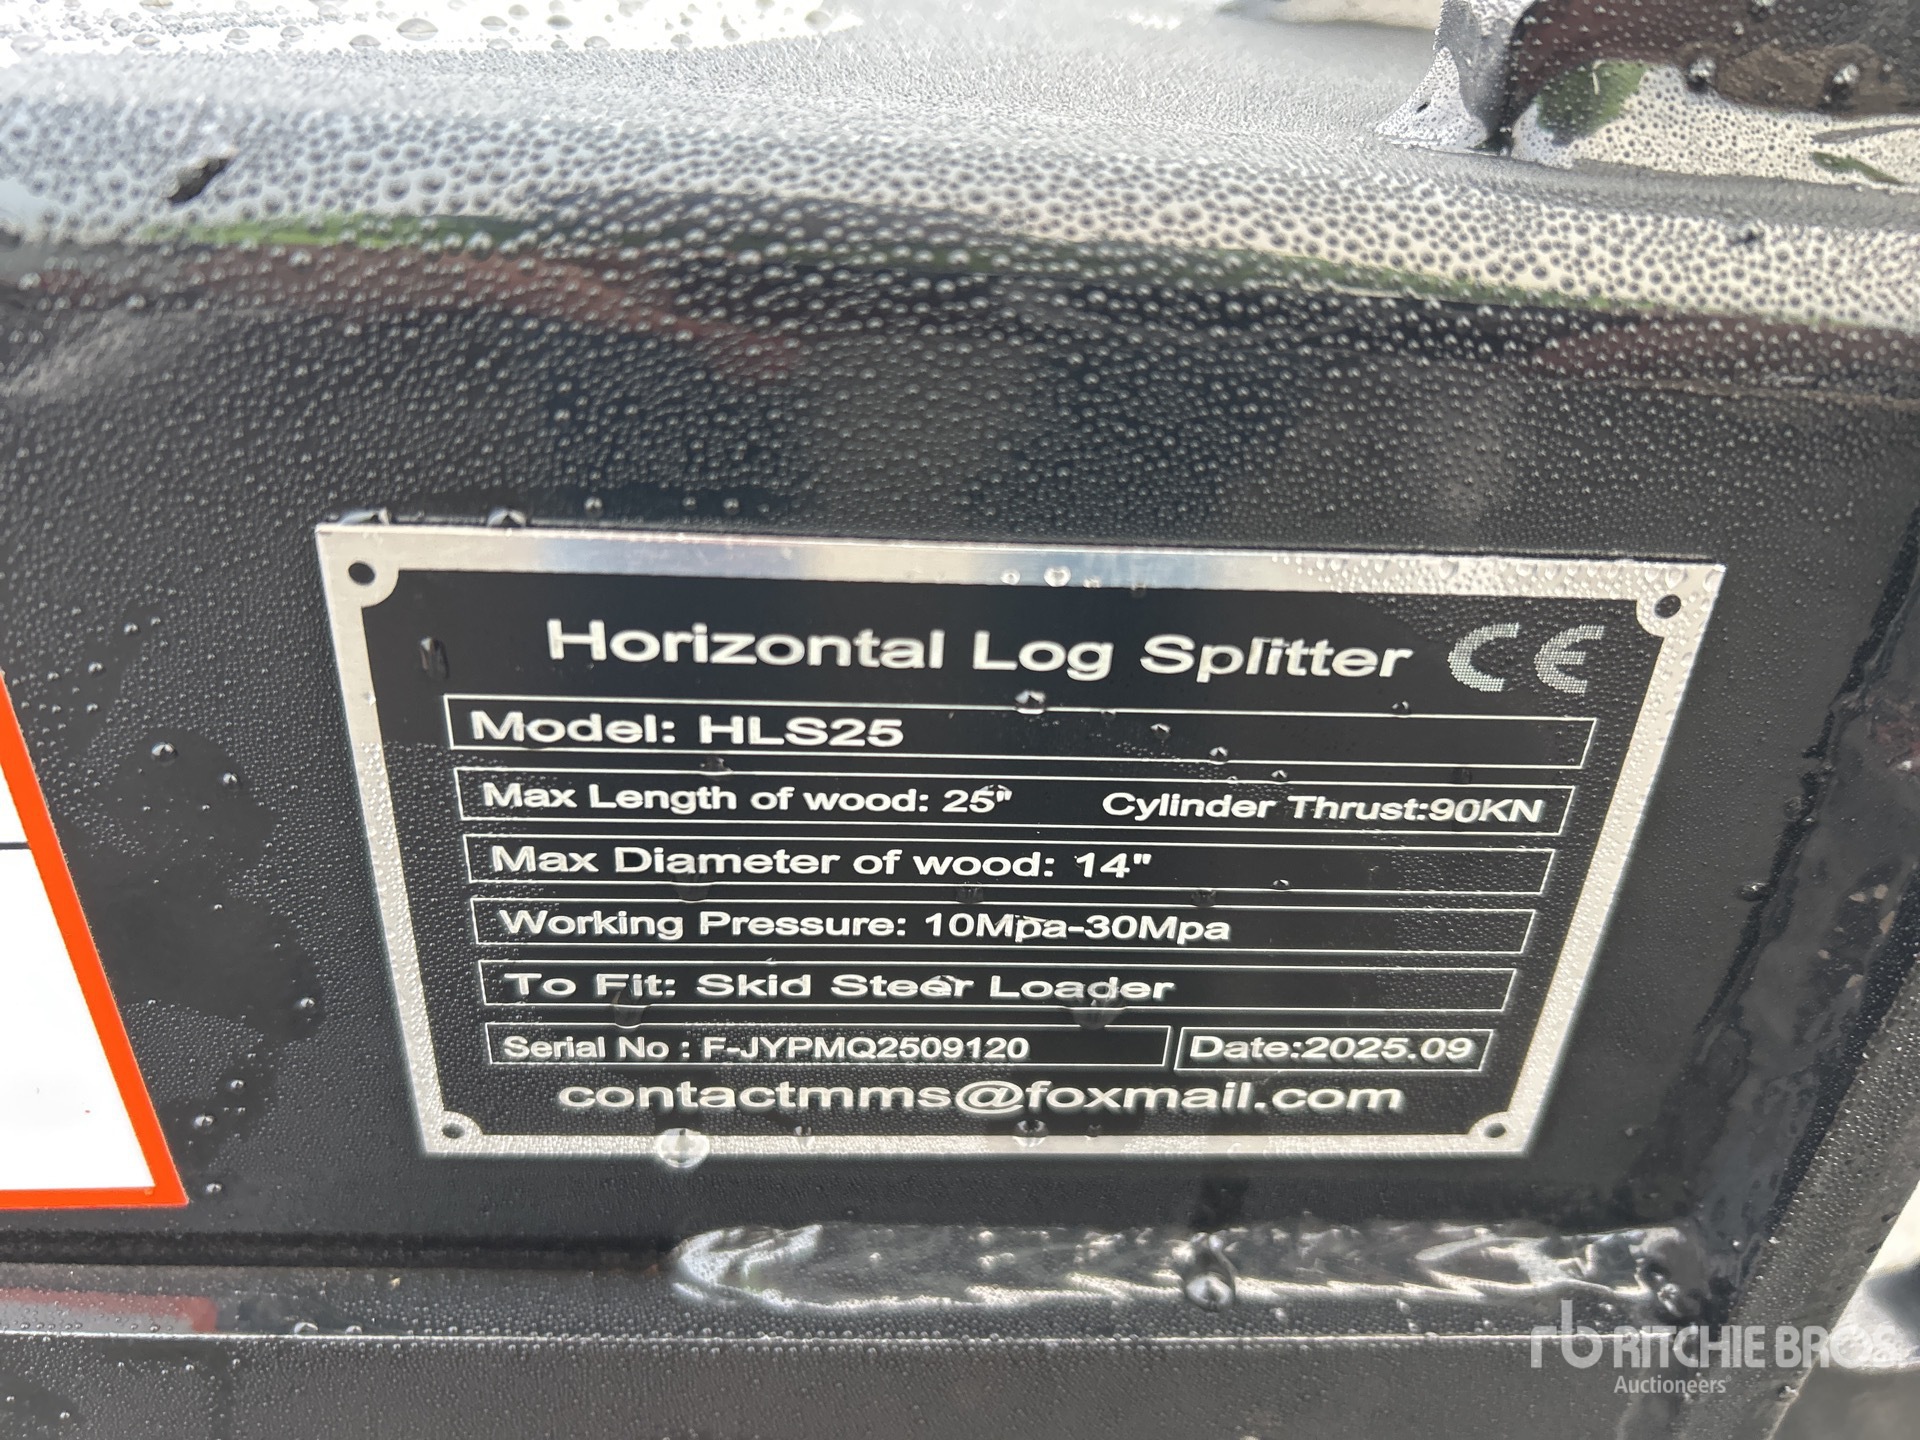 Horizontal Log Splitter CE
Model: HLS25
Max Length of wood: 25" Cylinder Thrust:90KN
Max Diameter of wood: 14"
Working Pressure: 10Mpa-30Mpa
To Fit: Skid Steer Loader
Serial No : F-JYPMQ2509120 Date:2025.09
contactmms@foxmail.com
rb RITCHIE BROS.
Auctioneers